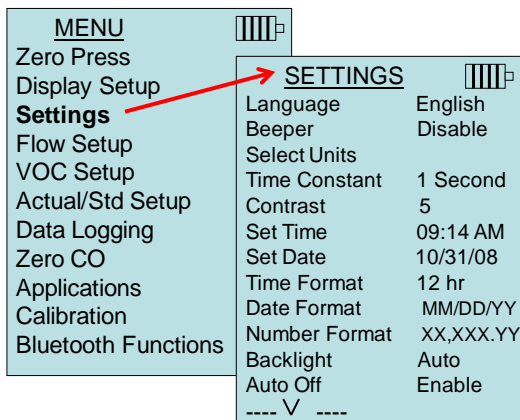 MENU
Zero Press
Display Setup
Settings
Flow Setup
VOC Setup
Actual/Std Setup
Data Logging
Zero CO
Applications
Calibration
Bluetooth Functions
SETTINGS
Language English
Beeper Disable
Select Units
Time Constant 1 Second
Contrast 5
Set Time 09:14 AM
Set Date 10/31/08
Time Format 12 hr
Date Format MM/DD/YY
Number Format XX,XXX.YY
Backlight Auto
Auto Off Enable
---- V ----